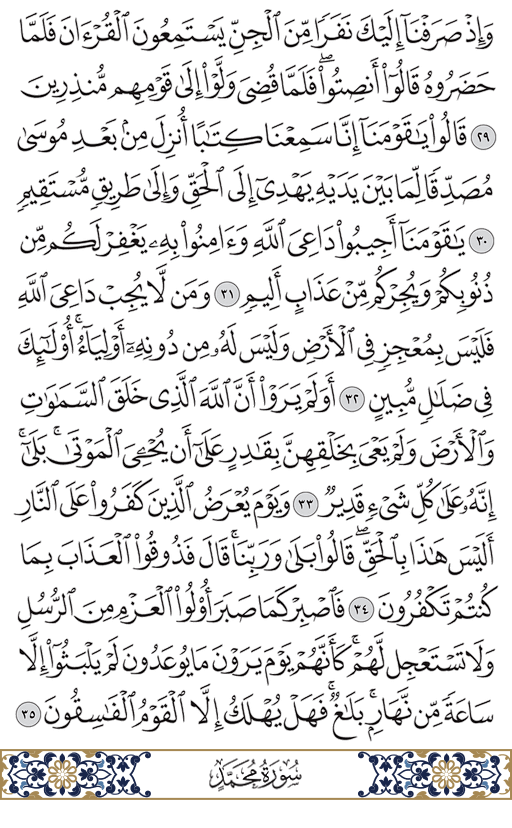 وَإِذْ صَرَفْنَآ إِلَيْكَ نَفَرًا مِّنَ ٱلْجِنِّ يَسْتَمِعُونَ ٱلْقُرْءَانَ فَلَمَّا
حَضَرُوهُ قَالُوٓا۟ أَنصِتُوا۟ ۖ فَلَمَّا قُضِىَ وَلَّوْا۟ إِلَىٰ قَوْمِهِم مُّنذِرِينَ
٢٩ قَالُوا۟ يَـٰقَوْمَنَآ إِنَّا سَمِعْنَا كِتَـٰبًا أُنزِلَ مِنۢ بَعْدِ مُوسَىٰ
مُصَدِّقًا لِّمَا بَيْنَ يَدَيْهِ يَهْدِىٓ إِلَى ٱلْحَقِّ وَإِلَىٰ طَرِيقٍ مُّسْتَقِيمٍ
٣٠ يَـٰقَوْمَنَآ أَجِيبُوا۟ دَاعِىَ ٱللَّهِ وَءَامِنُوا۟ بِهِۦ يَغْفِرْ لَكُم مِّن
ذُنُوبِكُمْ وَيُجِرْكُم مِّنْ عَذَابٍ أَلِيمٍ ٣١ وَمَن لَّا يُجِبْ دَاعِىَ ٱللَّهِ
فَلَيْسَ بِمُعْجِزٍ فِى ٱلْأَرْضِ وَلَيْسَ لَهُۥ مِن دُونِهِۦٓ أَوْلِيَآءُ ۚ أُو۟لَـٰٓئِكَ
فِى ضَلَـٰلٍ مُّبِينٍ ٣٢ أَوَلَمْ يَرَوْا۟ أَنَّ ٱللَّهَ ٱلَّذِى خَلَقَ ٱلسَّمَـٰوَٰتِ
وَٱلْأَرْضَ وَلَمْ يَعْىَ بِخَلْقِهِنَّ بِقَـٰدِرٍ عَلَىٰٓ أَن يُحْـِۧىَ ٱلْمَوْتَىٰ ۚ بَلَىٰٓ ۚ
إِنَّهُۥ عَلَىٰ كُلِّ شَىْءٍ قَدِيرٌ ٣٣ وَيَوْمَ يُعْرَضُ ٱلَّذِينَ كَفَرُوا۟ عَلَى ٱلنَّارِ
أَلَيْسَ هَـٰذَا بِٱلْحَقِّ ۖ قَالُوا۟ بَلَىٰ وَرَبِّنَا ۚ قَالَ فَذُوقُوا۟ ٱلْعَذَابَ بِمَا
كُنتُمْ تَكْفُرُونَ ٣٤ فَٱصْبِرْ كَمَا صَبَرَ أُو۟لُوا۟ ٱلْعَزْمِ مِنَ ٱلرُّسُلِ
وَلَا تَسْتَعْجِل لَّهُمْ ۚ كَأَنَّهُمْ يَوْمَ يَرَوْنَ مَا يُوعَدُونَ لَمْ يَلْبَثُوٓا۟ إِلَّا
سَاعَةً مِّن نَّهَارٍۭ ۚ بَلَـٰغٌ ۚ فَهَلْ يُهْلَكُ إِلَّا ٱلْقَوْمُ ٱلْفَـٰسِقُونَ ٣٥
سُورَةُ مُحَمَّدٍ